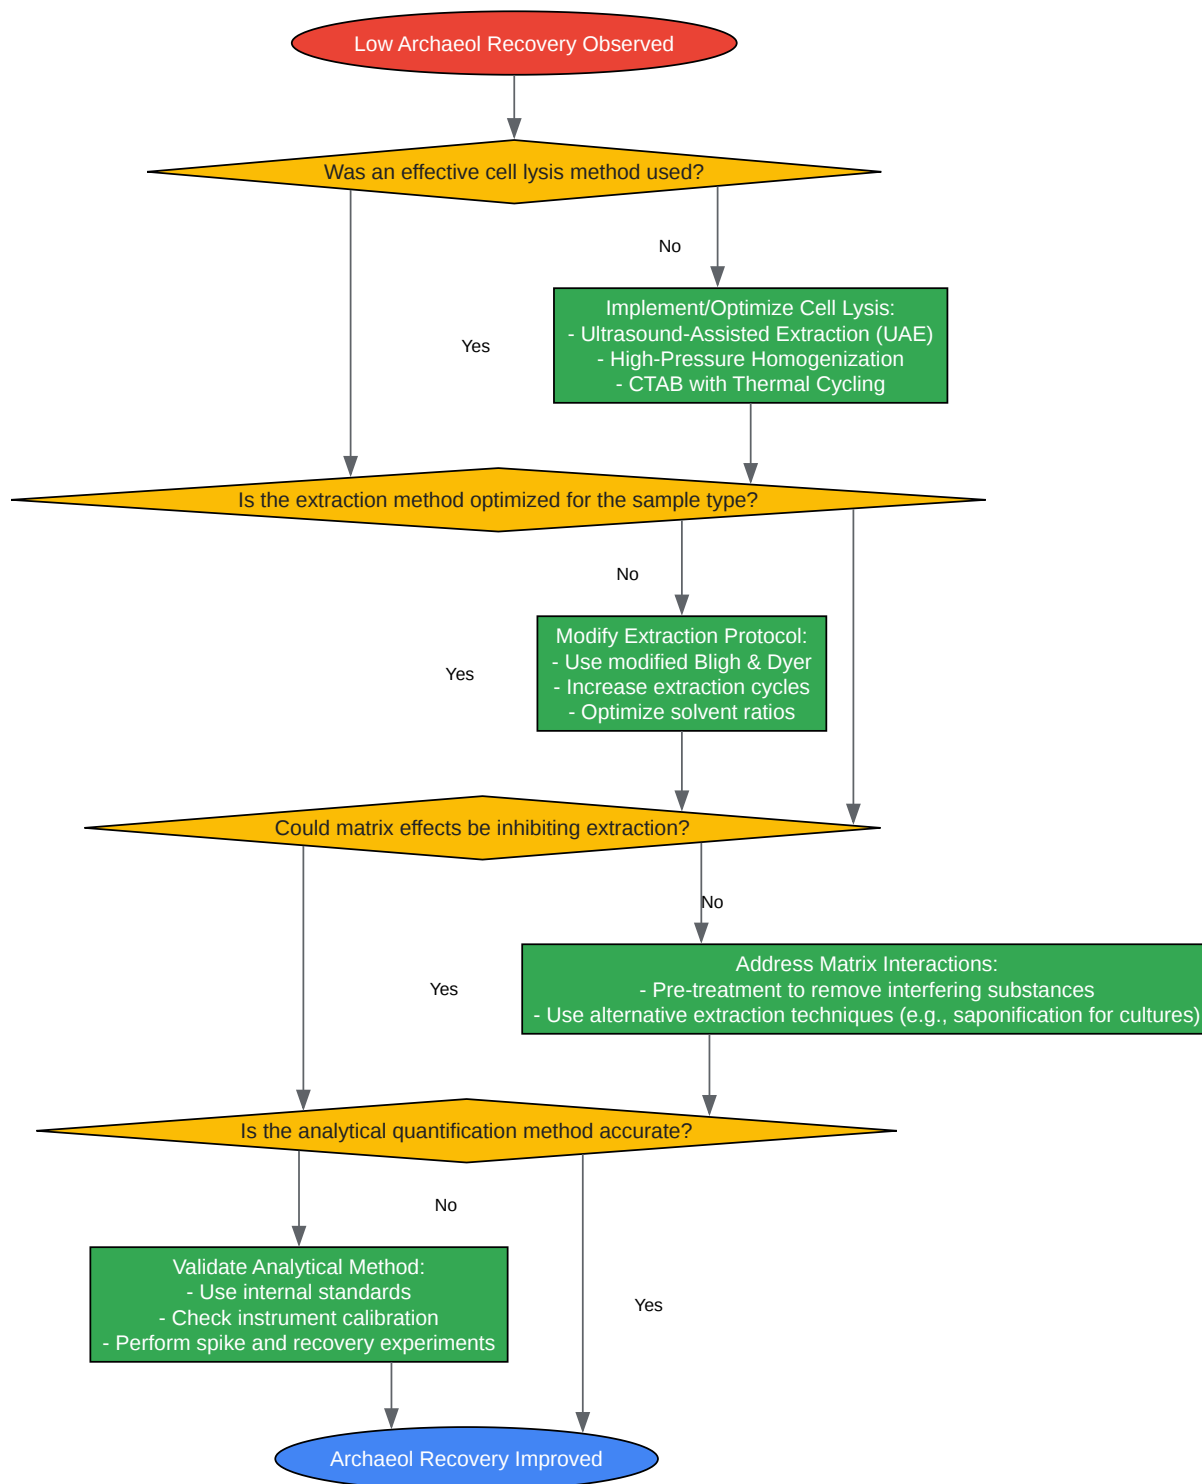 Low Archaeol Recovery Observed
Was an effective cell lysis method used?
No
Implement/Optimize Cell Lysis:
- Ultrasound-Assisted Extraction (UAE)
- High-Pressure Homogenization
- CTAB with Thermal Cycling
Yes
Is the extraction method optimized for the sample type?
No
Modify Extraction Protocol:
- Use modified Bligh & Dyer
- Increase extraction cycles
- Optimize solvent ratios
Yes
Could matrix effects be inhibiting extraction?
No
Address Matrix Interactions:
- Pre-treatment to remove interfering substances
- Use alternative extraction techniques (e.g., saponification for cultures)
Yes
Is the analytical quantification method accurate?
No
Validate Analytical Method:
- Use internal standards
- Check instrument calibration
- Perform spike and recovery experiments
Yes
Archaeol Recovery Improved